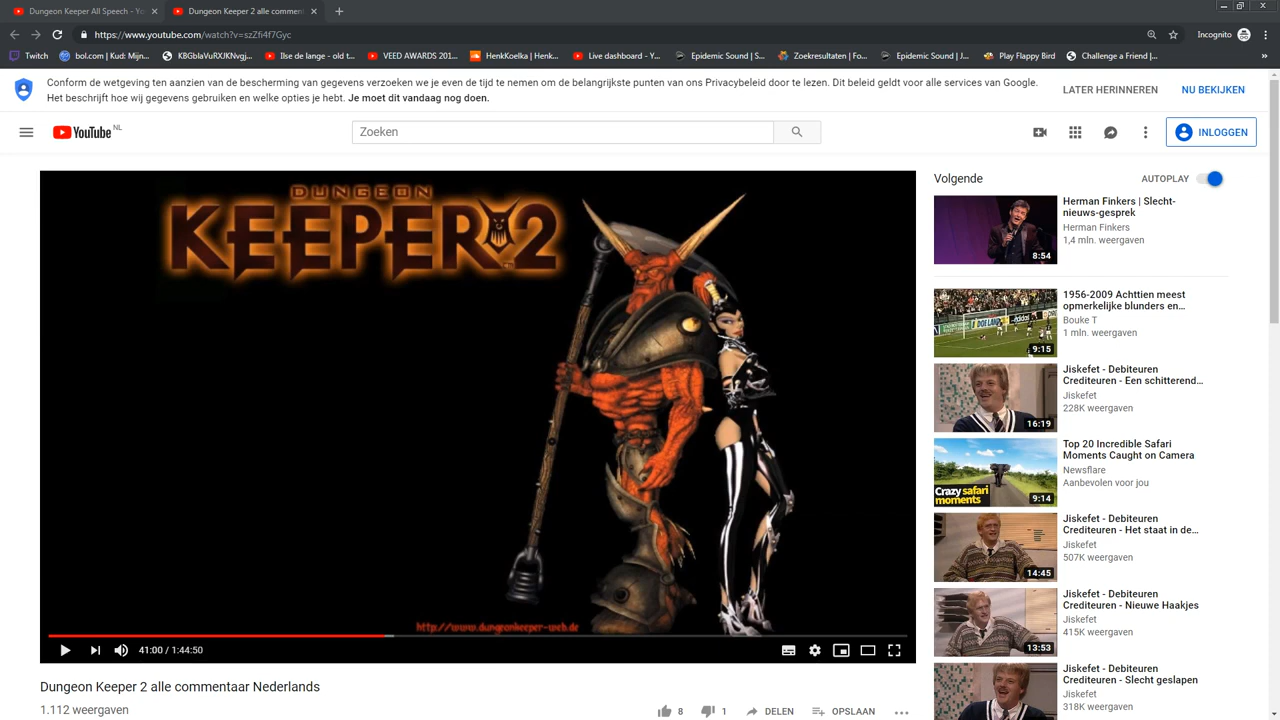 Dungeon Keeper All Speech - Yo
Dungeon Keeper 2 alle comment
https://www.youtube.com/watch?v=szZfi4f7Gyc
Incognito
Twitch
bol.com | Kud: Mijn...
KBGbIaVuRXJKNvgj...
Ilse de lange - old t...
VEED AWARDS 201...
HenkKoelka | Henk...
Live dashboard - Y...
Epidemic Sound | S...
Zoekresultaten | Fo...
Epidemic Sound | J...
Play Flappy Bird
Challenge a Friend |...
Conform de wetgeving ten aanzien van de bescherming van gegevens verzoeken we je even de tijd te nemen om de belangrijkste punten van ons Privacybeleid door te lezen. Dit beleid geldt voor alle services van Google.
Het beschrijft hoe wij gegevens gebruiken en welke opties je hebt. Je moet dit vandaag nog doen.
LATER HERINNEREN
NU BEKIJKEN
YouTube NL
Zoeken
INLOGGEN
DUNGEON
KEEPER 2
http://www.dungeonkeeper-web.de
41:00 / 1:44:50
Dungeon Keeper 2 alle commentaar Nederlands
1.112 weergaven
8
1
DELEN
OPSLAAN
Volgende
AUTOPLAY
8:54
Herman Finkers | Slecht-
nieuws-gesprek
Herman Finkers
1,4 mln. weergaven
9:15
1956-2009 Achttien meest
opmerkelijke blunders en...
Bouke T
1 mln. weergaven
16:19
Jiskefet - Debiteuren
Crediteuren - Een schitterend...
Jiskefet
228K weergaven
Crazy safari
moments
9:14
Top 20 Incredible Safari
Moments Caught on Camera
Newsflare
Aanbevolen voor jou
14:45
Jiskefet - Debiteuren
Crediteuren - Het staat in de...
Jiskefet
507K weergaven
13:53
Jiskefet - Debiteuren
Crediteuren - Nieuwe Haakjes
Jiskefet
415K weergaven
Jiskefet - Debiteuren
Crediteuren - Slecht geslapen
Jiskefet
318K weergaven